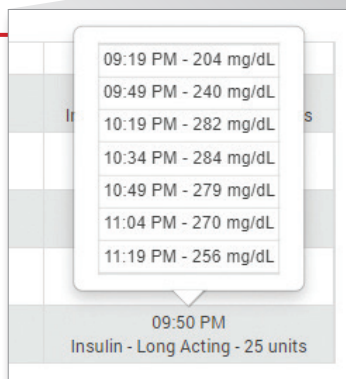 09:19 PM - 204 mg/dL
09:49 PM - 240 mg/dL
10:19 PM - 282 mg/dL
10:34 PM - 284 mg/dL
10:49 PM - 279 mg/dL
11:04 PM - 270 mg/dL
11:19 PM - 256 mg/dL
09:50 PM
Insulin - Long Acting - 25 units